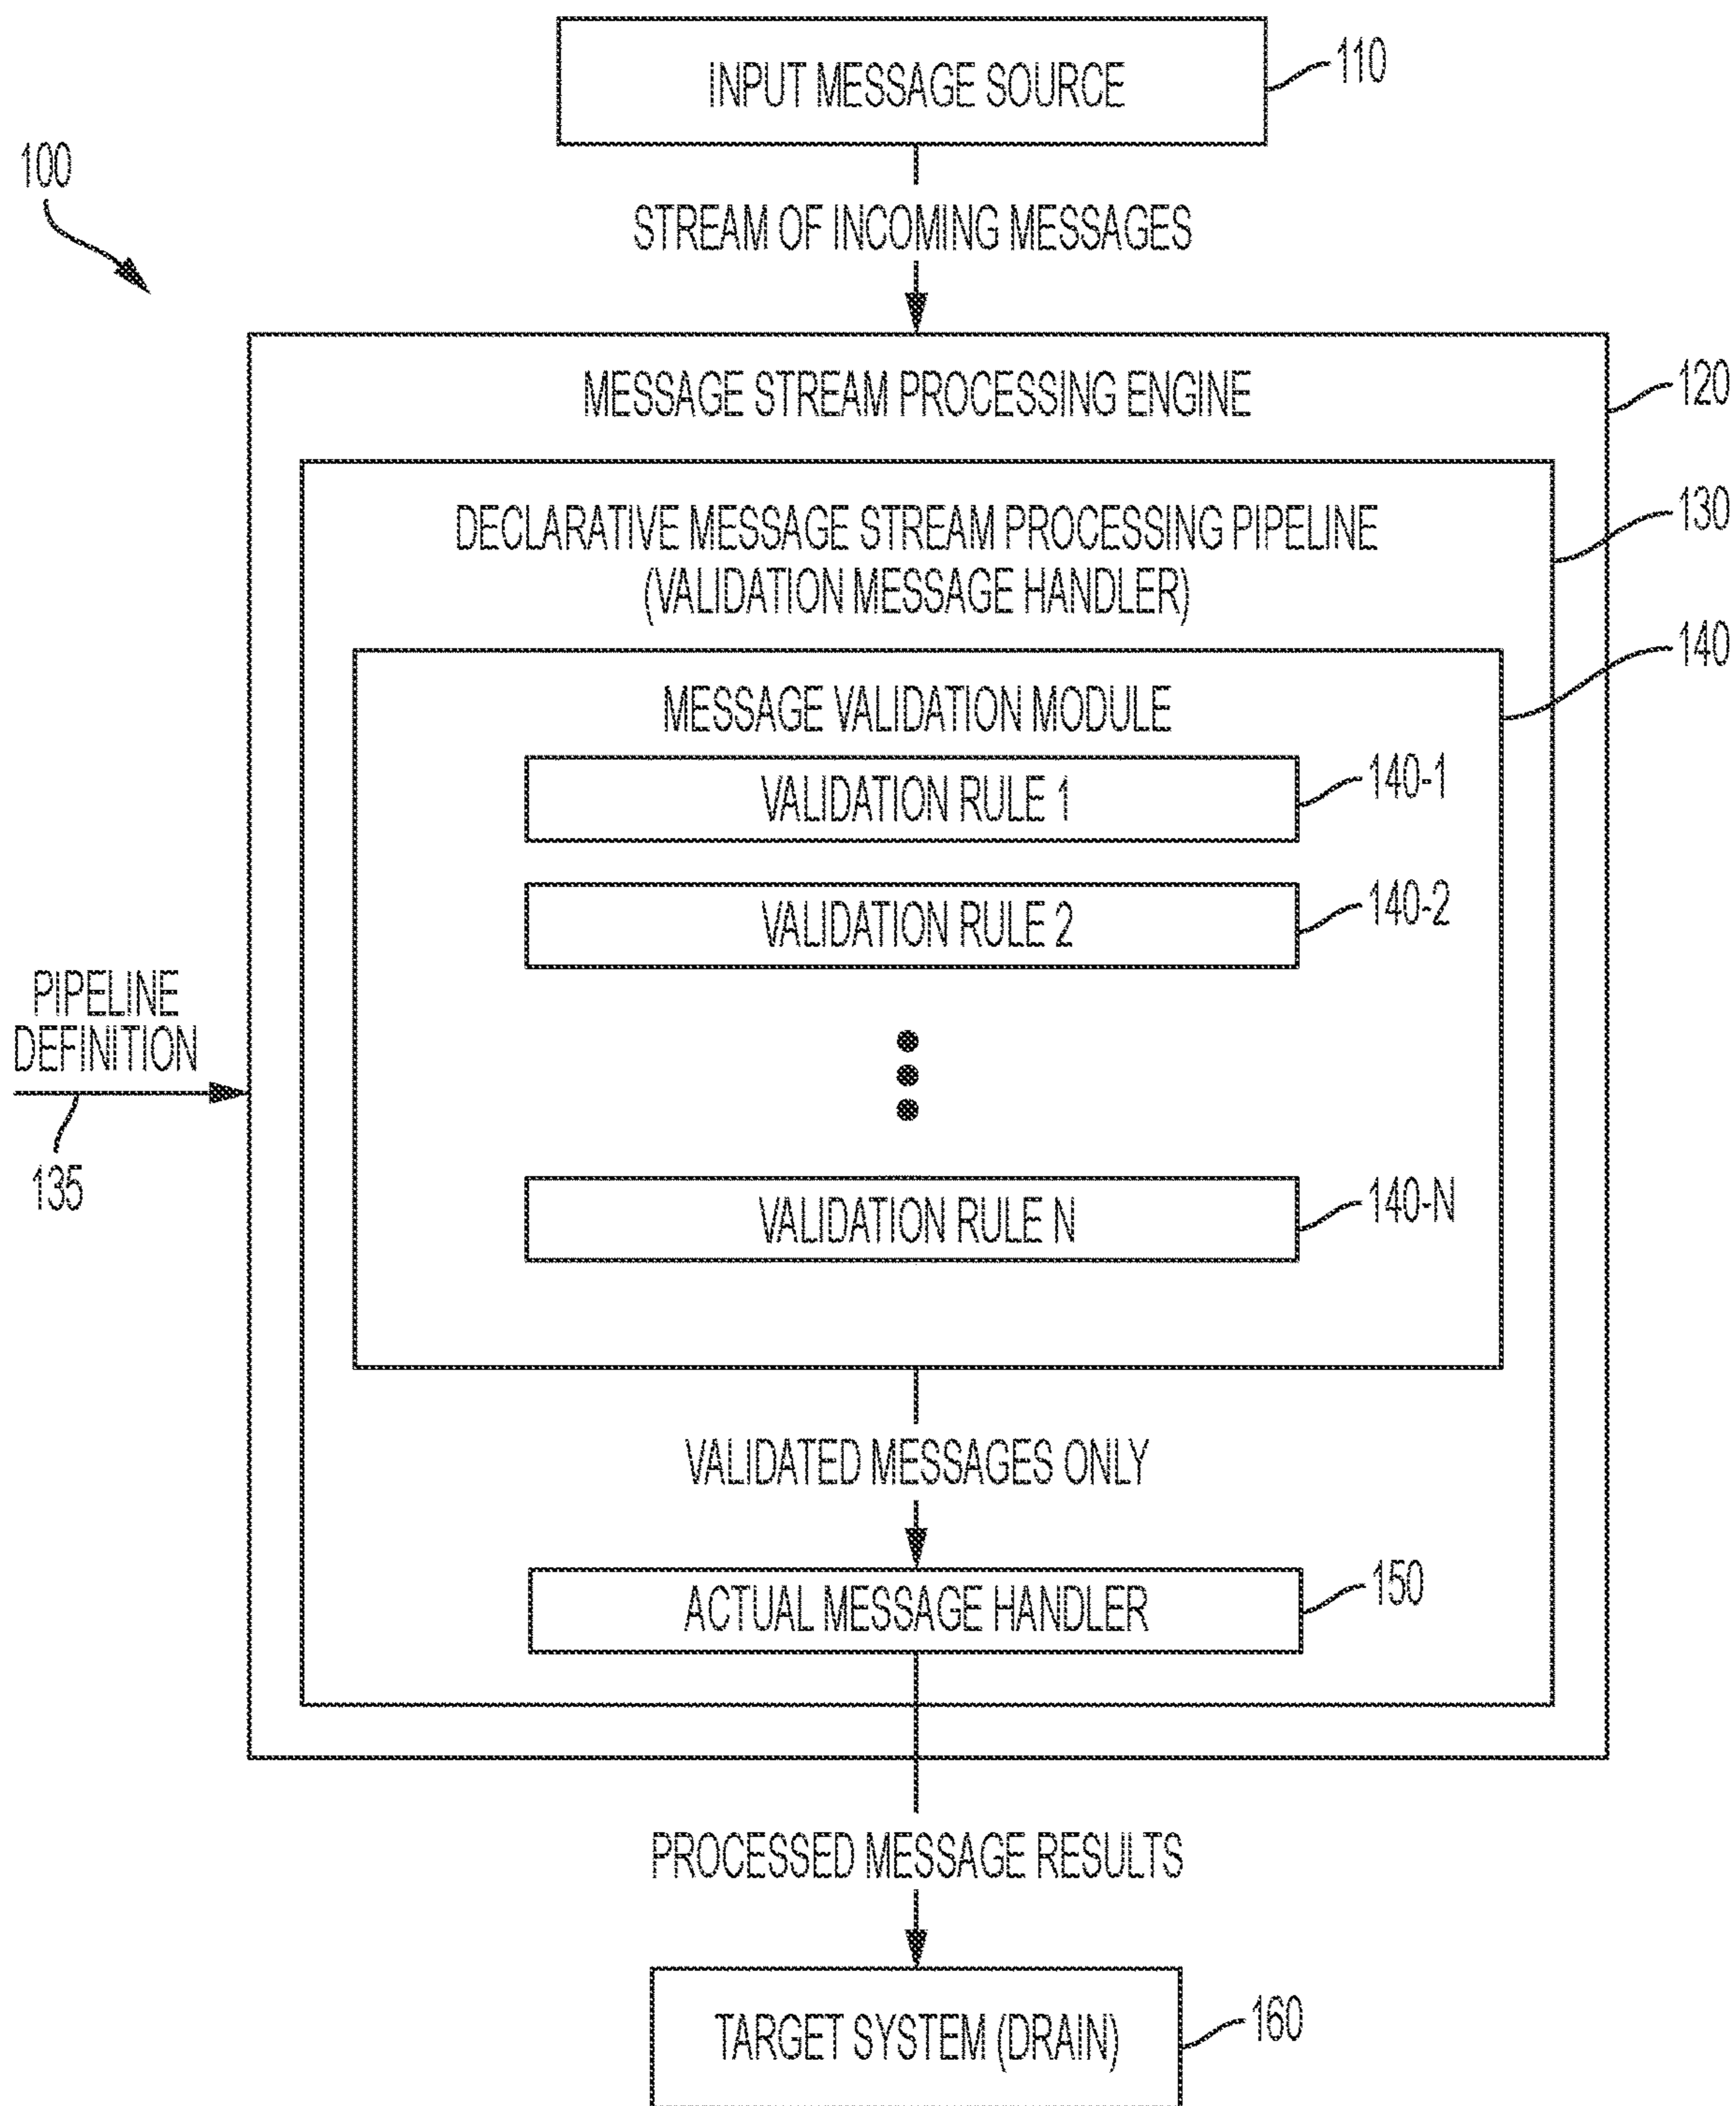 INPUT MESSAGE SOURCE
110
100
STREAM OF INCOMING MESSAGES
MESSAGE STREAM PROCESSING ENGINE
120
DECLARATIVE MESSAGE STREAM PROCESSING PIPELINE
(VALIDATION MESSAGE HANDLER)
130
140
MESSAGE VALIDATION MODULE
VALIDATION RULE 1
140-1
VALIDATION RULE 2
140-2
PIPELINE
DEFINITION
135
VALIDATION RULE N
140-N
VALIDATED MESSAGES ONLY
ACTUAL MESSAGE HANDLER
150
PROCESSED MESSAGE RESULTS
TARGET SYSTEM (DRAIN)
160